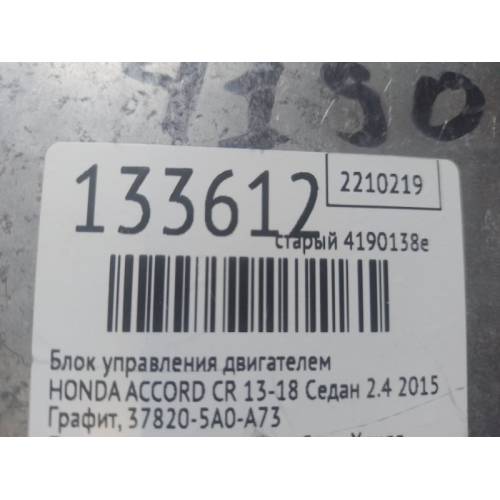 4150
133612
2210219
старый 4190138e
Блок управления двигателем
HONDA ACCORD CR 13-18 Седан 2.4 2015
Графит, 37820-5A0-A73